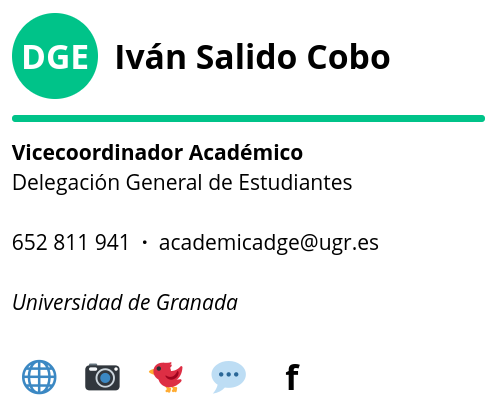 DGE
Iván Salido Cobo
Vicecoordinador Académico
Delegación General de Estudiantes
652 811 941 · academicadge@ugr.es
Universidad de Granada
f